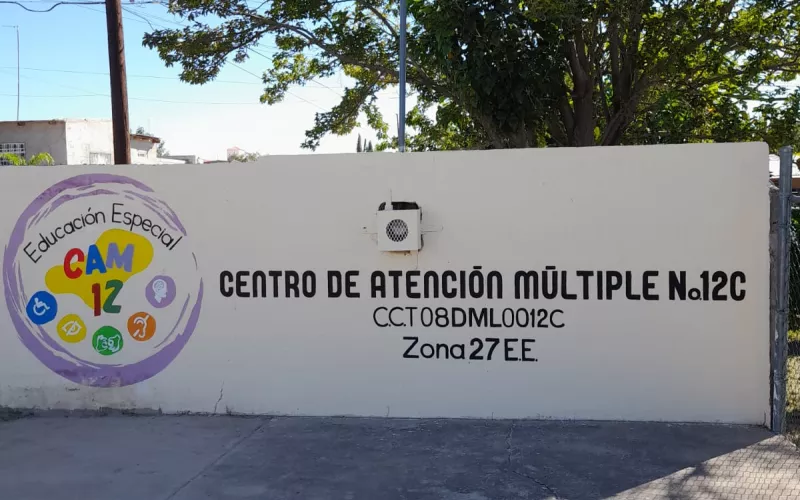 Educación Especial
CAM
12
CENTRO DE ATENCIÓN MÚLTIPLE No.12C
C.C.T 08DML0012C
Zona 27 E.E.